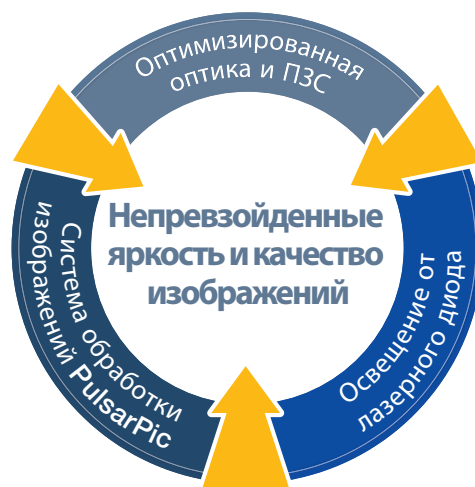 Оптимизированная
оптика и ПЗС
Непревзойденные
яркость и качество
изображений
Система обработки
изображений PulsarPic
Освещение от
лазерного диода